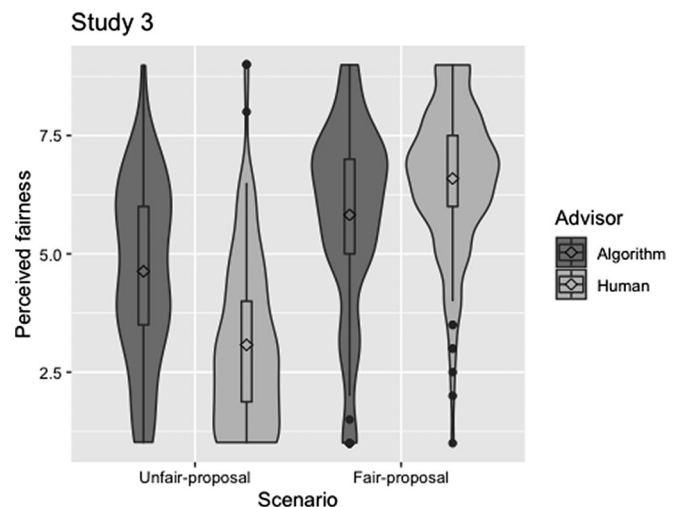 Study 3
Perceived fairness
7.5
5.0
2.5
Unfair-proposal
Fair-proposal
Scenario
Advisor
Algorithm
Human